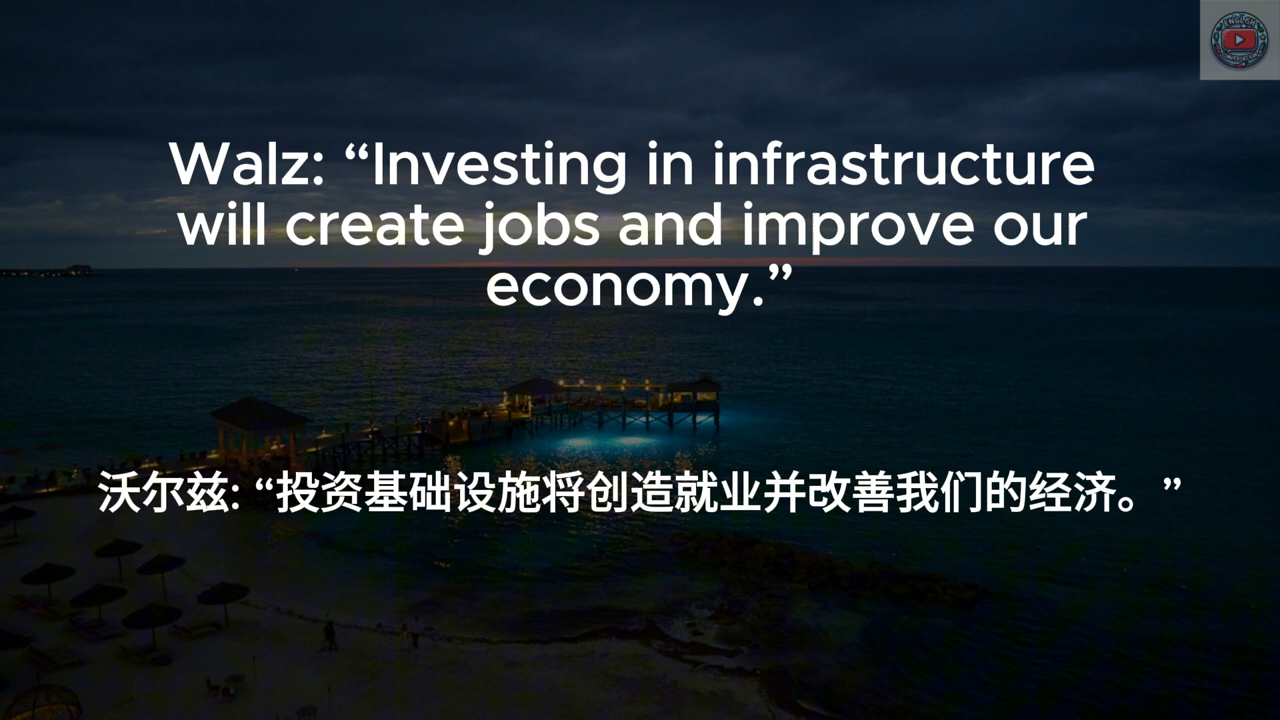 Walz: “Investing in infrastructure
will create jobs and improve our
economy.”
沃尔兹: “投资基础设施将创造就业并改善我们的经济。”